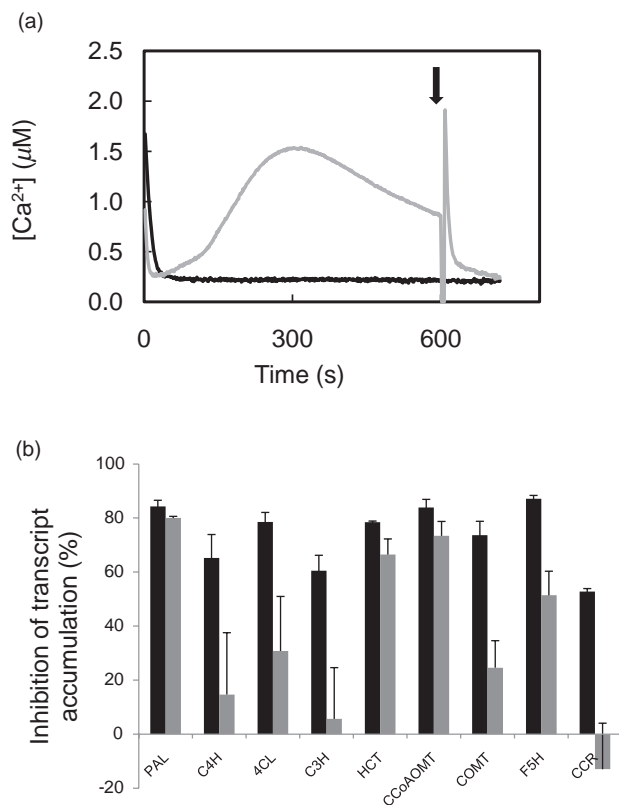 (a)
2.5
2.0
1.5
1.0
0.5
0.0
[Ca2+] (μM)
0 300 600
Time (s)
(b)
100
80
60
40
20
0
-20
Inhibition of transcript
accumulation (%)
PAL
C4H
4CL
C3H
HCT
CCoAOMT
COMT
F5H
CCR